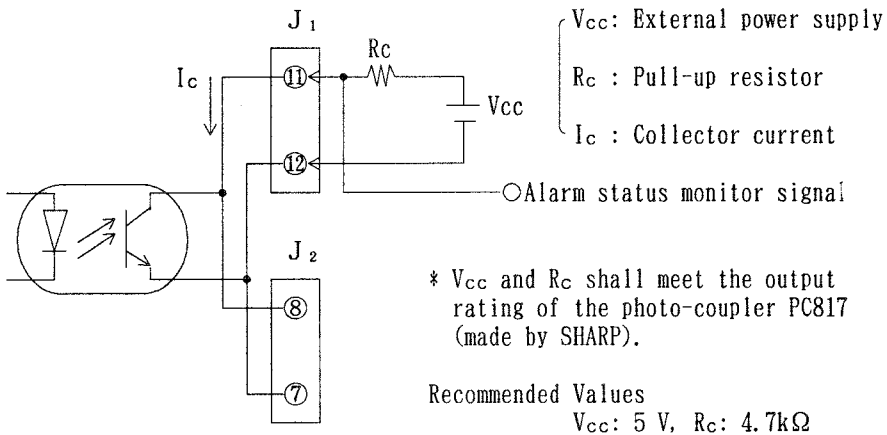 J1
Rc
Ic
⑪
Vcc
⑫
Vcc: External power supply
Rc : Pull-up resistor
Ic : Collector current
Alarm status monitor signal
J2
⑧
⑦
* Vcc and Rc shall meet the output
rating of the photo-coupler PC817
(made by SHARP).
Recommended Values
Vcc: 5 V, Rc: 4.7kΩ